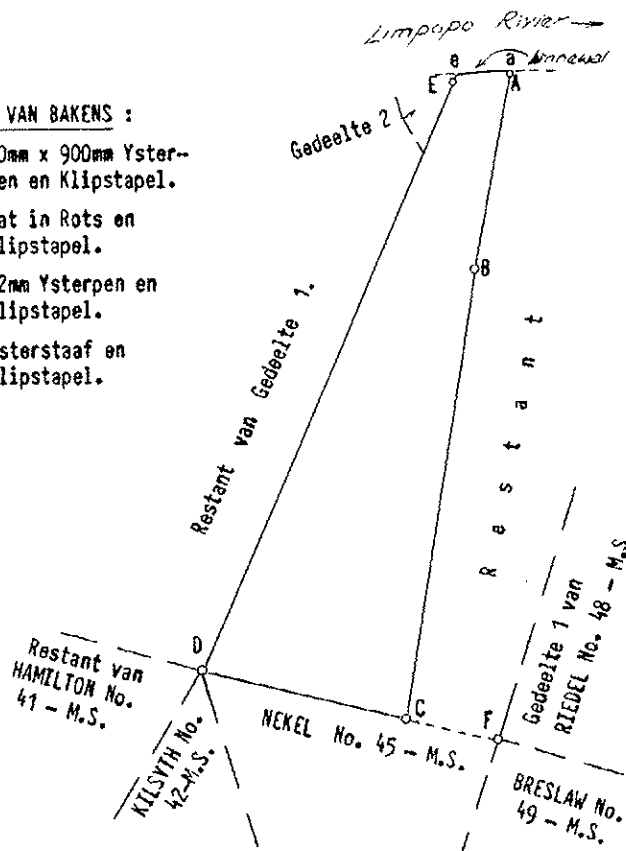 Limpopo Rivier
e
a
Binnewal
E
A
VAN BAKENS :
0mm x 900mm Yster-
en en Klipstapel.
at in Rots en
lipstapel.
2mm Ysterpen en
lipstapel.
sterstaaf en
lipstapel.
Gedeelte 2
B
Restant van Gedeelte 1.
Restant
Gedeelte 1 van
RIEDEL No. 48 - M.S.
D
Restant van
HAMILTON No.
41 - M.S.
KILSYTH No.
42-M.S.
NEKEL No. 45 - M.S.
C
F
BRESLAW No.
49 - M.S.